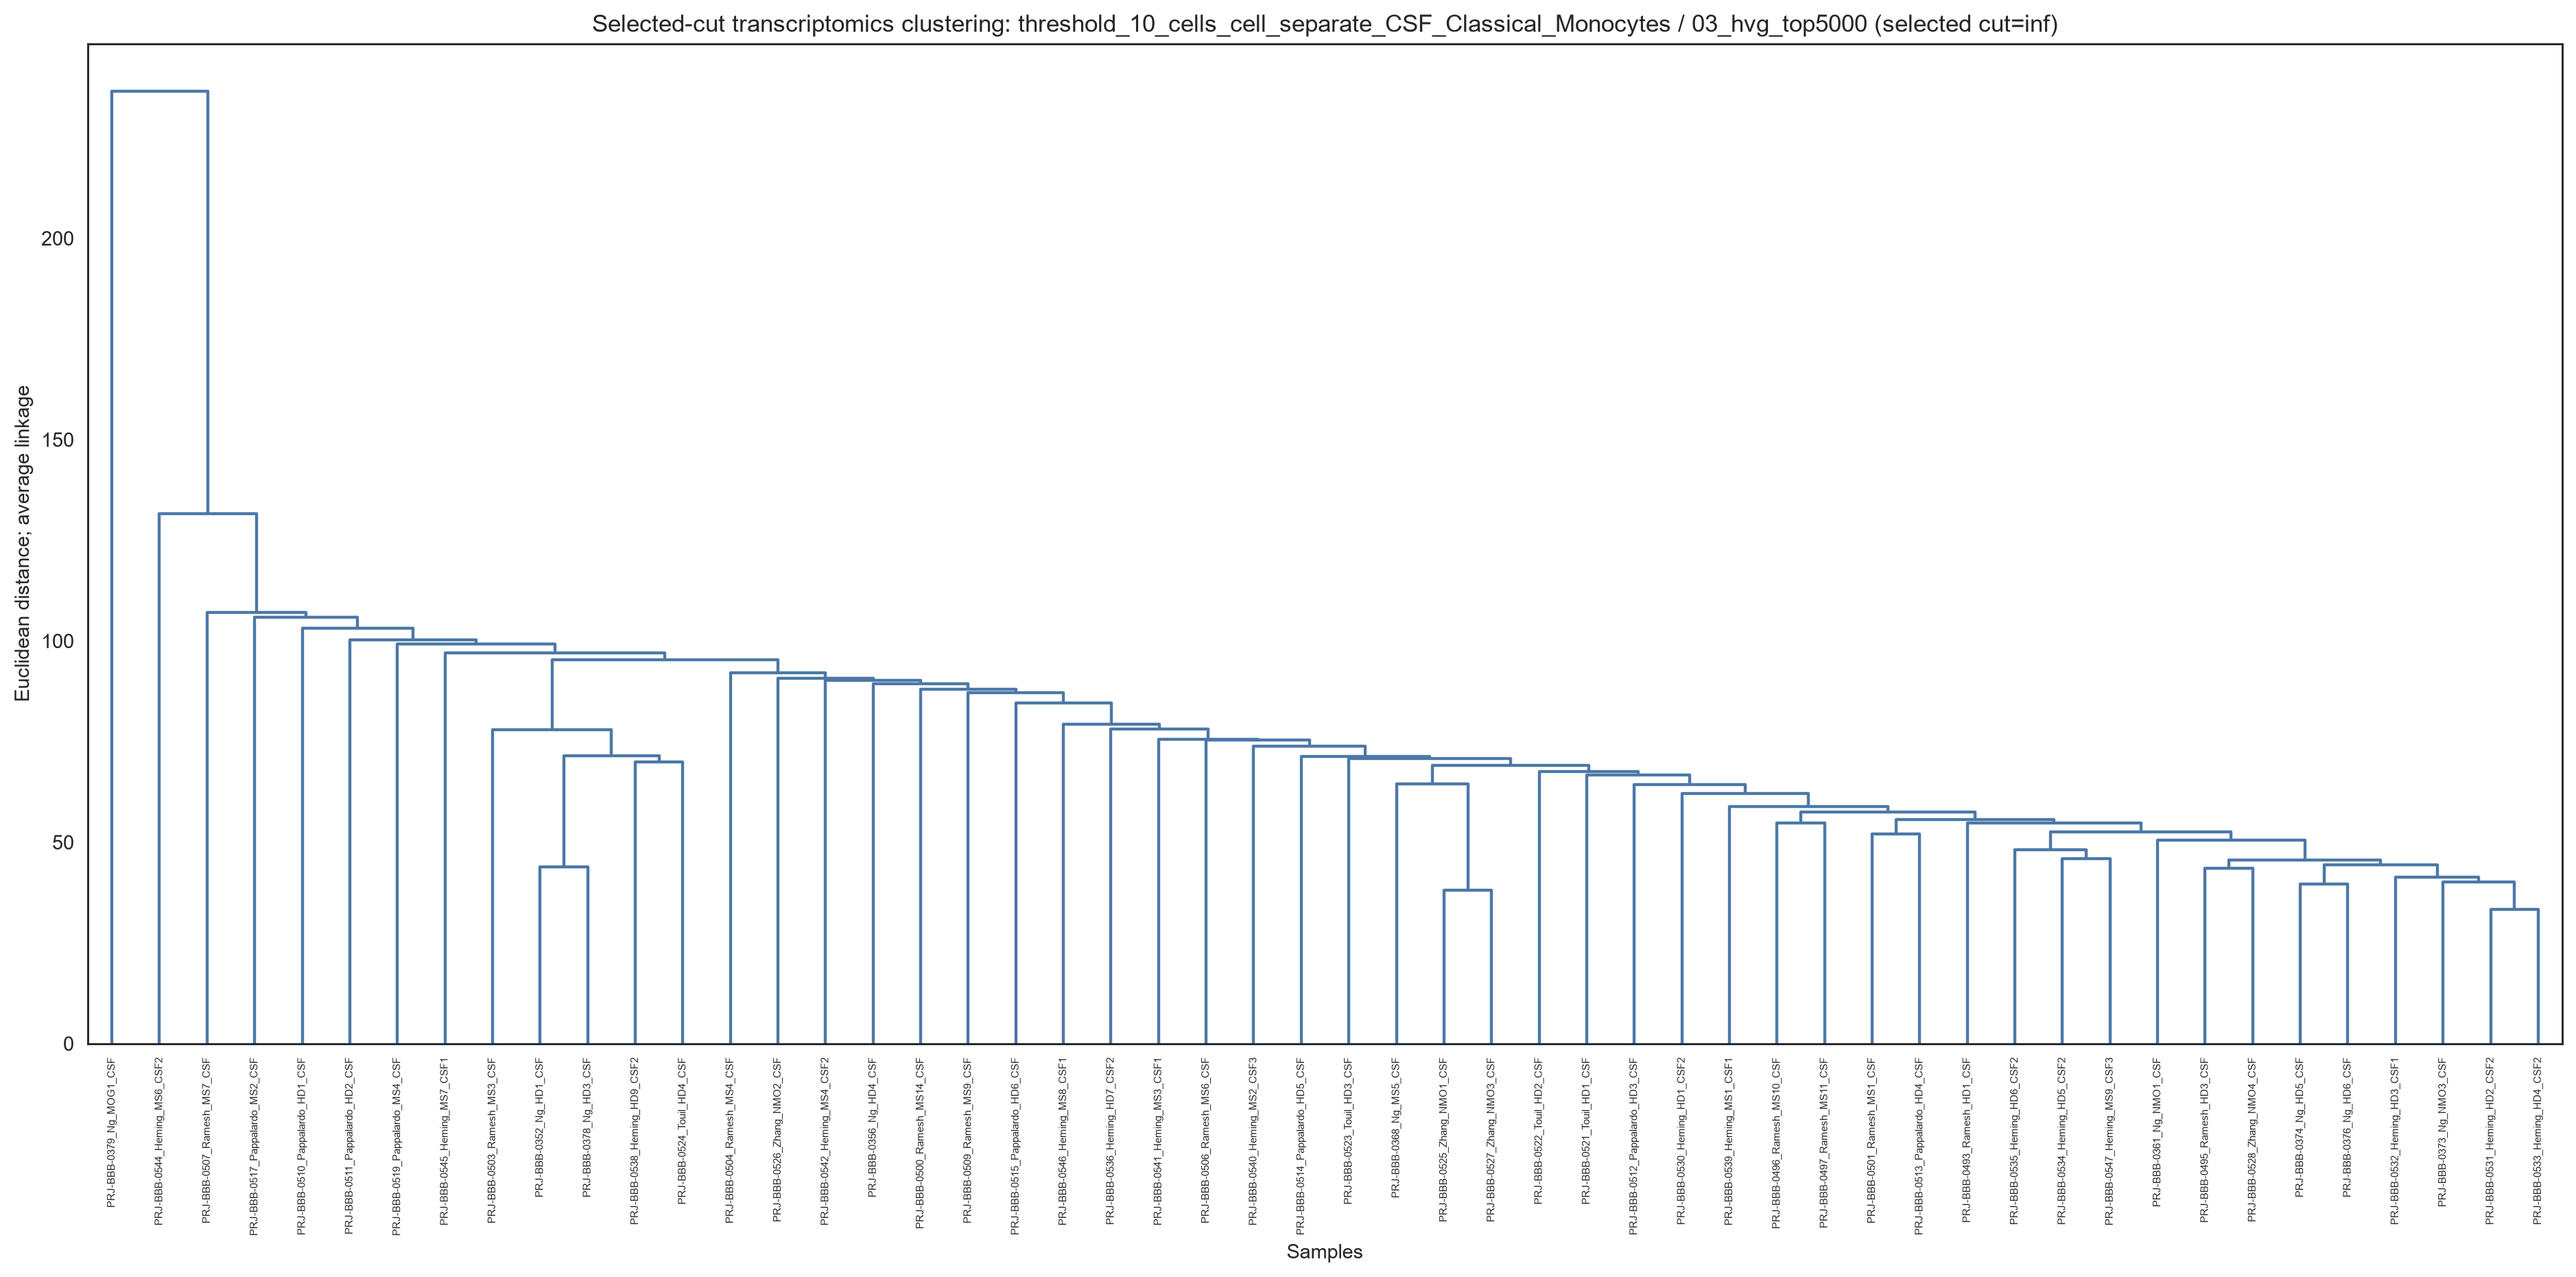 Selected-cut transcriptomics clustering: threshold_10_cells_cell_separate_CSF_Classical_Monocytes / 03_hvg_top5000 (selected cut=inf)
Euclidean distance; average linkage
200
150
100
50
0
PRJ-BBB-0379_Ng_MOG1_CSF
PRJ-BBB-0544_Heming_MS6_CSF2
PRJ-BBB-0507_Ramesh_MS7_CSF
PRJ-BBB-0517_Pappalardo_MS2_CSF
PRJ-BBB-0510_Pappalardo_HD1_CSF
PRJ-BBB-0511_Pappalardo_HD2_CSF
PRJ-BBB-0519_Pappalardo_MS4_CSF
PRJ-BBB-0545_Heming_MS7_CSF1
PRJ-BBB-0503_Ramesh_MS3_CSF
PRJ-BBB-0352_Ng_HD1_CSF
PRJ-BBB-0378_Ng_HD3_CSF
PRJ-BBB-0538_Heming_HD9_CSF2
PRJ-BBB-0524_Touil_HD4_CSF
PRJ-BBB-0504_Ramesh_MS4_CSF
PRJ-BBB-0526_Zhang_NMO2_CSF
PRJ-BBB-0542_Heming_MS4_CSF2
PRJ-BBB-0356_Ng_HD4_CSF
PRJ-BBB-0500_Ramesh_MS14_CSF
PRJ-BBB-0509_Ramesh_MS9_CSF
PRJ-BBB-0515_Pappalardo_HD6_CSF
PRJ-BBB-0546_Heming_MS8_CSF1
PRJ-BBB-0536_Heming_HD7_CSF2
PRJ-BBB-0541_Heming_MS3_CSF1
PRJ-BBB-0506_Ramesh_MS6_CSF
PRJ-BBB-0540_Heming_MS2_CSF3
PRJ-BBB-0514_Pappalardo_HD5_CSF
PRJ-BBB-0523_Touil_HD3_CSF
PRJ-BBB-0368_Ng_MS5_CSF
PRJ-BBB-0525_Zhang_NMO1_CSF
PRJ-BBB-0527_Zhang_NMO3_CSF
PRJ-BBB-0522_Touil_HD2_CSF
PRJ-BBB-0521_Touil_HD1_CSF
PRJ-BBB-0512_Pappalardo_HD3_CSF
PRJ-BBB-0530_Heming_HD1_CSF2
PRJ-BBB-0539_Heming_MS1_CSF1
PRJ-BBB-0496_Ramesh_MS10_CSF
PRJ-BBB-0497_Ramesh_MS11_CSF
PRJ-BBB-0501_Ramesh_MS1_CSF
PRJ-BBB-0513_Pappalardo_HD4_CSF
PRJ-BBB-0493_Ramesh_HD1_CSF
PRJ-BBB-0535_Heming_HD6_CSF2
PRJ-BBB-0534_Heming_HD5_CSF2
PRJ-BBB-0547_Heming_MS9_CSF3
PRJ-BBB-0361_Ng_NMO1_CSF
PRJ-BBB-0495_Ramesh_HD3_CSF
PRJ-BBB-0528_Zhang_NMO4_CSF
PRJ-BBB-0374_Ng_HD5_CSF
PRJ-BBB-0376_Ng_HD6_CSF
PRJ-BBB-0532_Heming_HD3_CSF1
PRJ-BBB-0373_Ng_NMO3_CSF
PRJ-BBB-0531_Heming_HD2_CSF2
PRJ-BBB-0533_Heming_HD4_CSF2
Samples